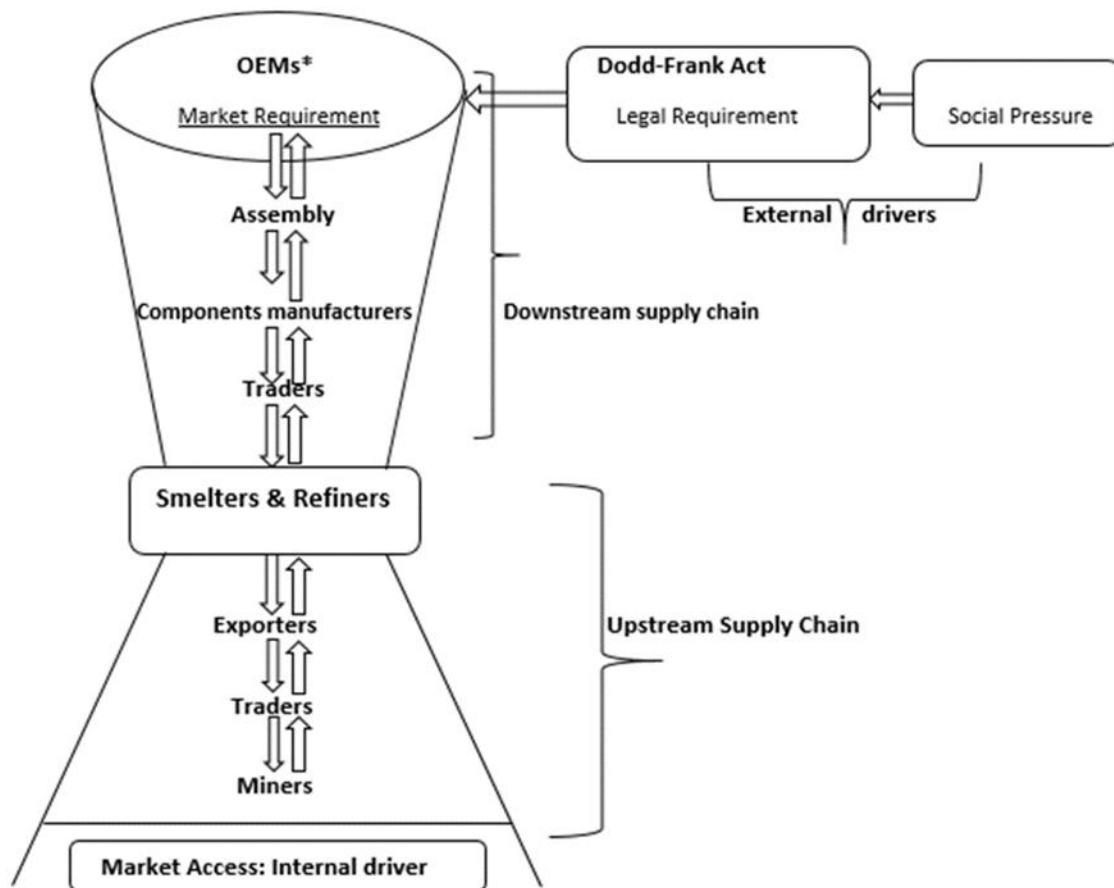 OEMs*
Market Requirement
Dodd-Frank Act
Legal Requirement
Social Pressure
External drivers
Assembly
Components manufacturers
Downstream supply chain
Traders
Smelters & Refiners
Exporters
Upstream Supply Chain
Traders
Miners
Market Access: Internal driver